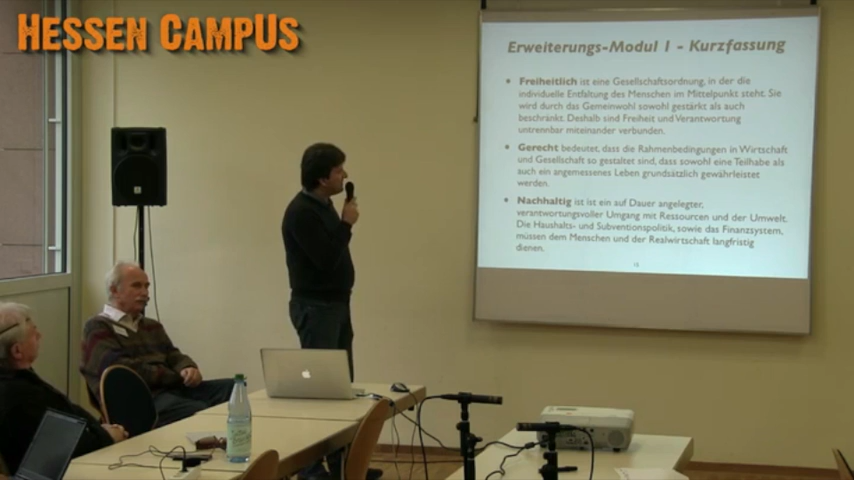 HESSEN CAMPUS
Erweiterungs-Modul 1 - Kurzfassung
Freiheitlich ist eine Gesellschaftsordnung, in der die
individuelle Entfaltung des Menschen im Mittelpunkt steht. Sie
wird durch das Gemeinwohl sowohl gestärkt als auch
beschränkt. Deshalb sind Freiheit und Verantwortung
untrennbar miteinander verbunden.
Gerecht bedeutet, dass die Rahmenbedingungen in Wirtschaft
und Gesellschaft so gestaltet sind, dass sowohl eine Teilhabe als
auch ein angemessenes Leben grundsätzlich gewährleistet
werden.
Nachhaltig ist ist ein auf Dauer angelegter,
verantwortungsvoller Umgang mit Ressourcen und der Umwelt.
Die Haushalts- und Subventionspolitik, sowie das Finanzsystem,
müssen dem Menschen und der Realwirtschaft langfristig
dienen.